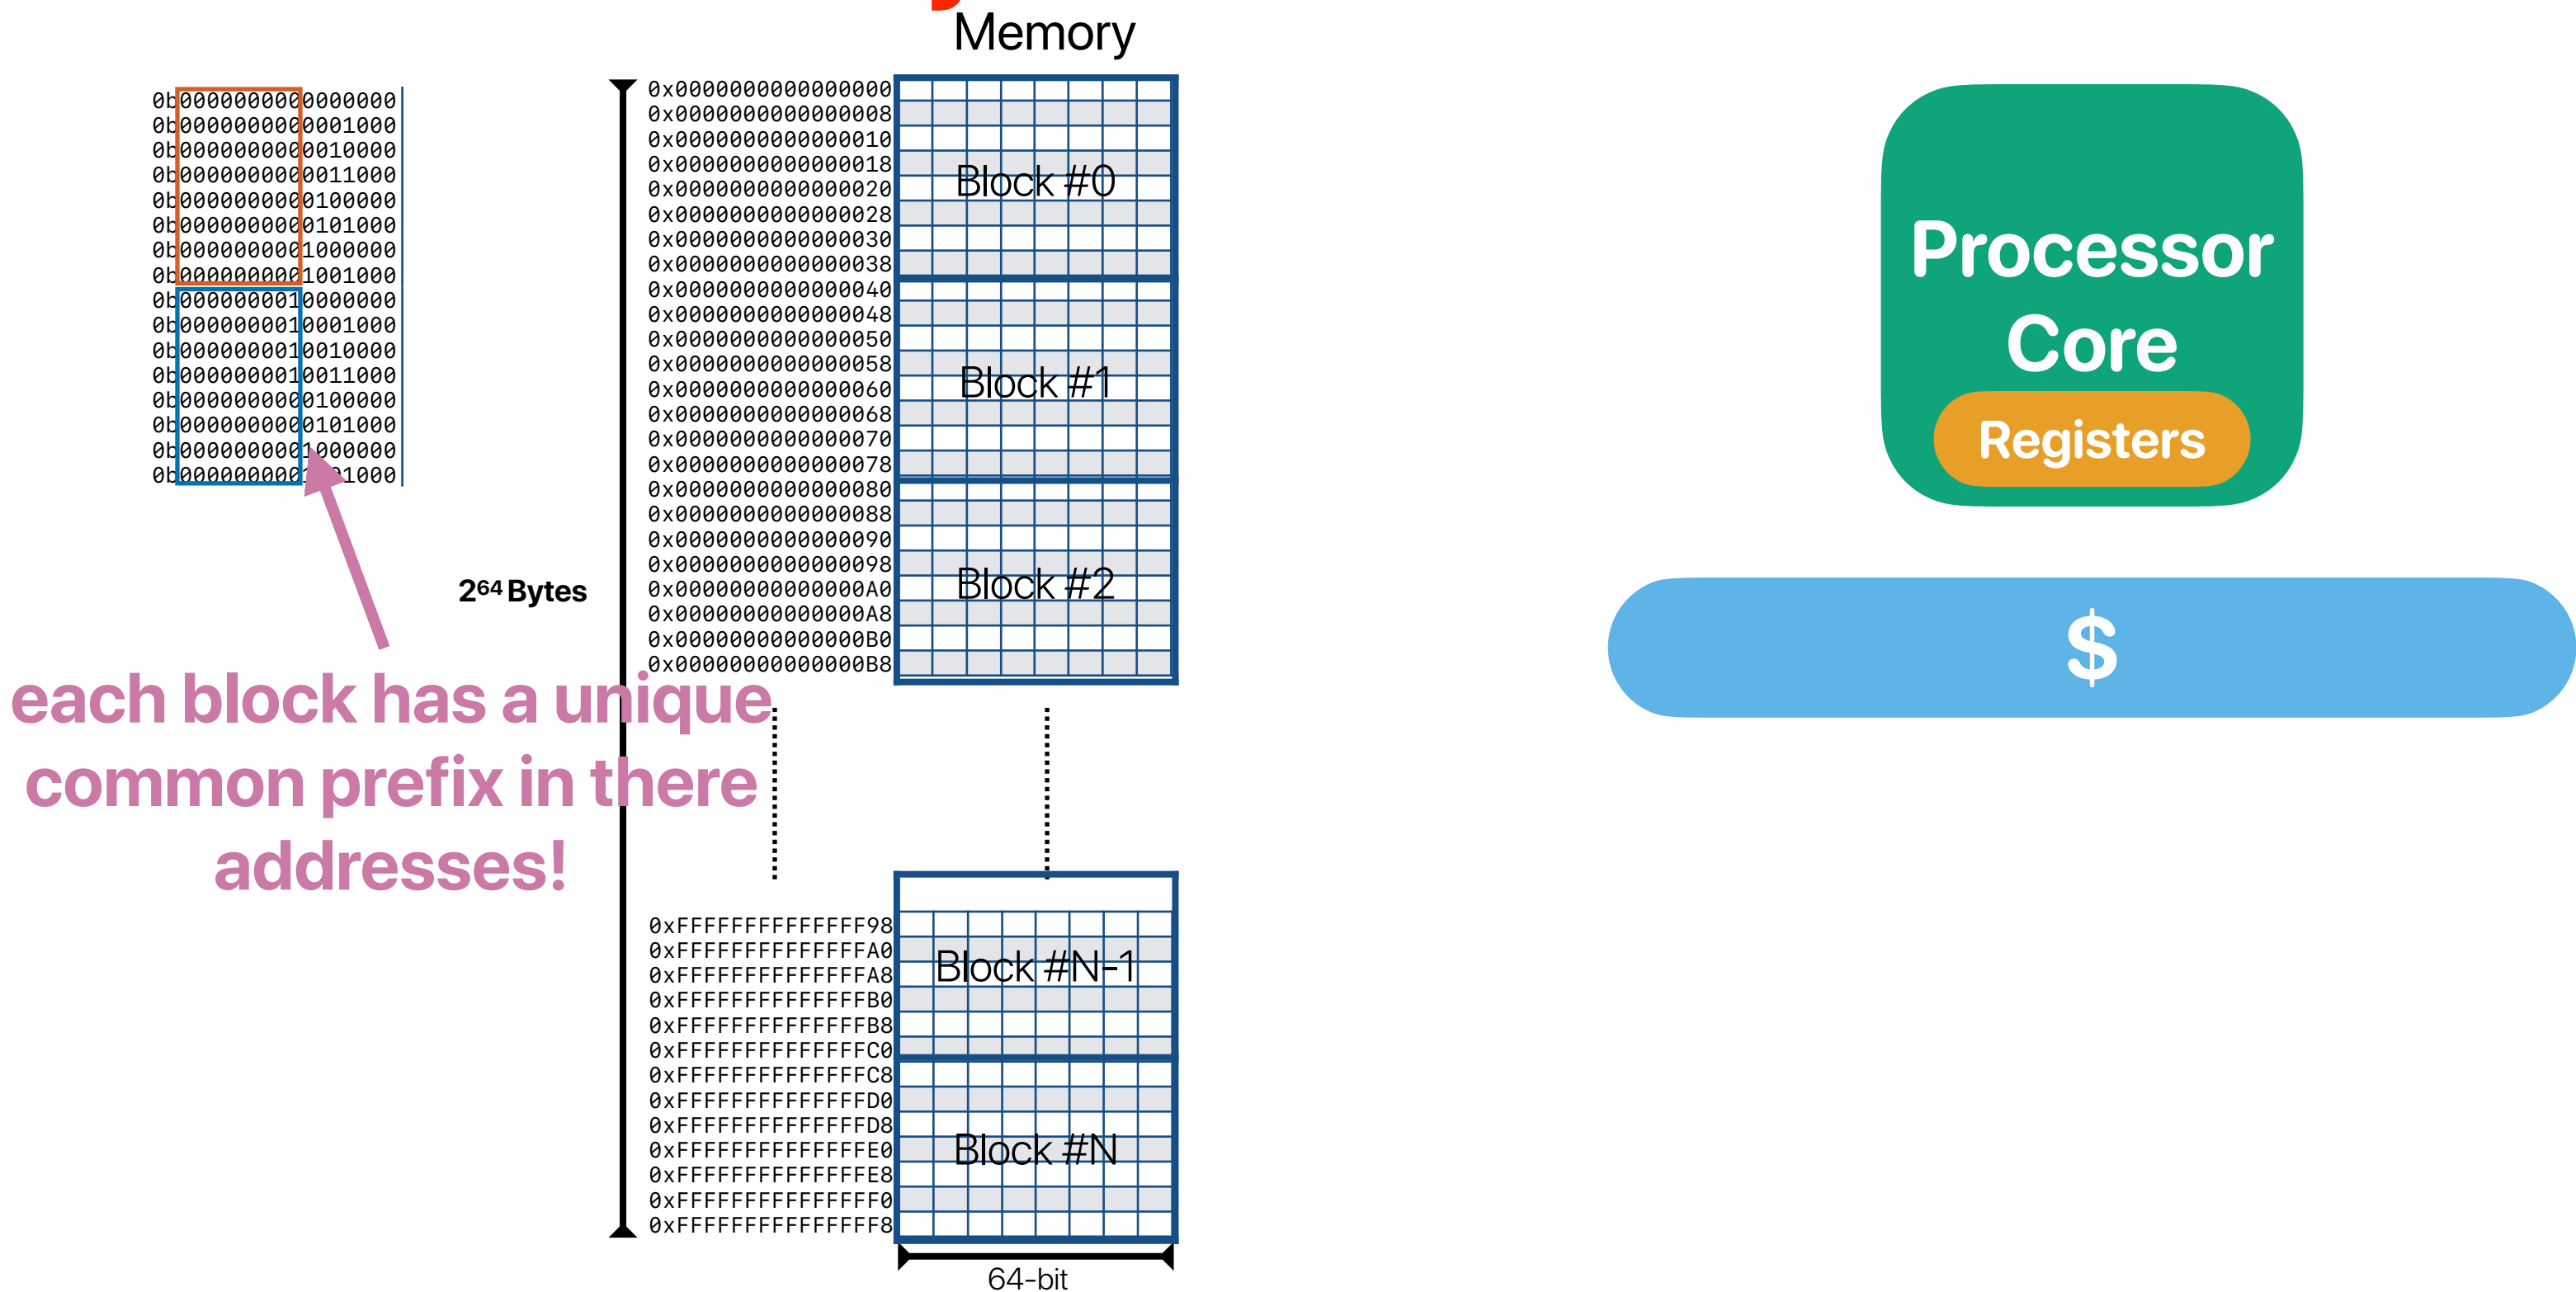 Memory
0b0000000000000000
0b0000000000001000
0b0000000000010000
0b0000000000011000
0b0000000000100000
0b0000000000101000
0b0000000001000000
0b0000000001001000
0b0000000010000000
0b0000000010001000
0b0000000010010000
0b0000000010011000
0b0000000000100000
0b0000000000101000
0b0000000001000000
each block has a unique
common prefix in there
addresses!
2⁶⁴ Bytes
0x0000000000000000
0x0000000000000008
0x0000000000000010
0x0000000000000018
0x0000000000000020
0x0000000000000028
0x0000000000000030
0x0000000000000038
0x0000000000000040
0x0000000000000048
0x0000000000000050
0x0000000000000058
0x0000000000000060
0x0000000000000068
0x0000000000000070
0x0000000000000078
0x0000000000000080
0x0000000000000088
0x0000000000000090
0x0000000000000098
0x00000000000000A0
0x00000000000000A8
0x00000000000000B0
0x00000000000000B8
0xFFFFFFFFFFFFFF98
0xFFFFFFFFFFFFFFA0
0xFFFFFFFFFFFFFFA8
0xFFFFFFFFFFFFFFB0
0xFFFFFFFFFFFFFFB8
0xFFFFFFFFFFFFFFC0
0xFFFFFFFFFFFFFFC8
0xFFFFFFFFFFFFFFD0
0xFFFFFFFFFFFFFFD8
0xFFFFFFFFFFFFFFE0
0xFFFFFFFFFFFFFFE8
0xFFFFFFFFFFFFFFF0
0xFFFFFFFFFFFFFFF8
Block #0
Block #1
Block #2
Block #N-1
Block #N
64-bit
Processor
Core
Registers
$